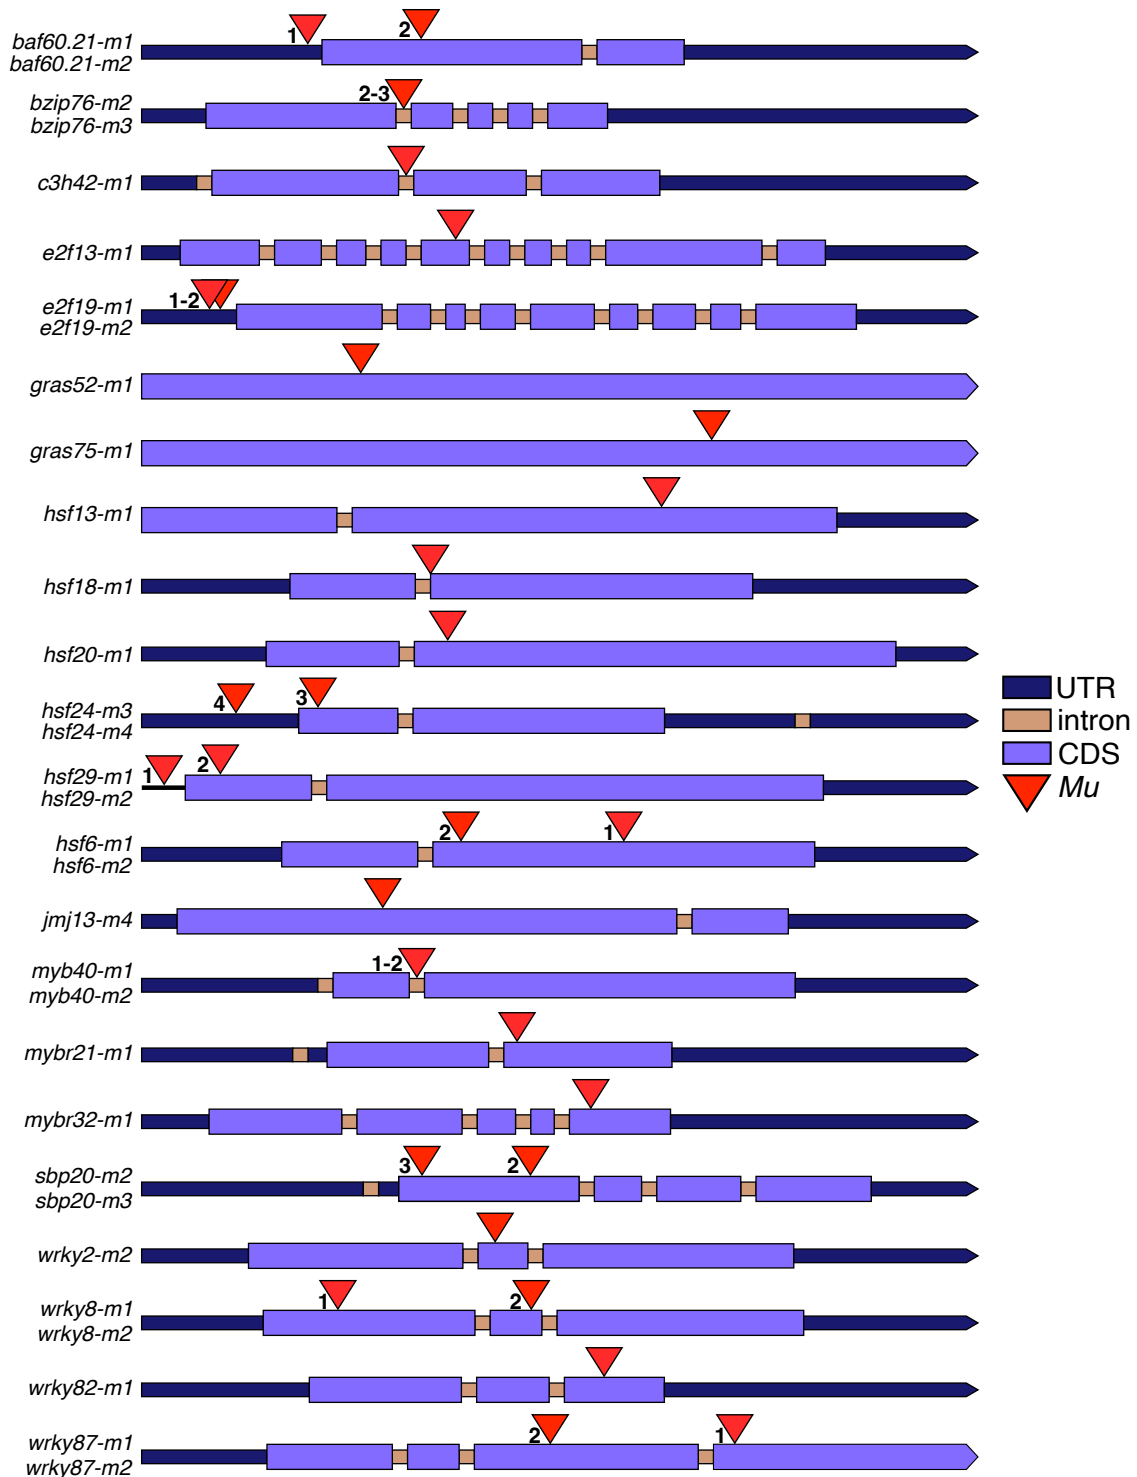 1
2
baf60.21-m1
baf60.21-m2
2-3
bzip76-m2
bzip76-m3
c3h42-m1
e2f13-m1
1-2
e2f19-m1
e2f19-m2
gras52-m1
gras75-m1
hsf13-m1
hsf18-m1
hsf20-m1
UTR
4
3
hsf24-m3
hsf24-m4
intron
CDS
1
2
hsf29-m1
hsf29-m2
Mu
2
1
hsf6-m1
hsf6-m2
jmj13-m4
1-2
myb40-m1
myb40-m2
mybr21-m1
mybr32-m1
3
2
sbp20-m2
sbp20-m3
wrky2-m2
1
2
wrky8-m1
wrky8-m2
wrky82-m1
2
1
wrky87-m1
wrky87-m2